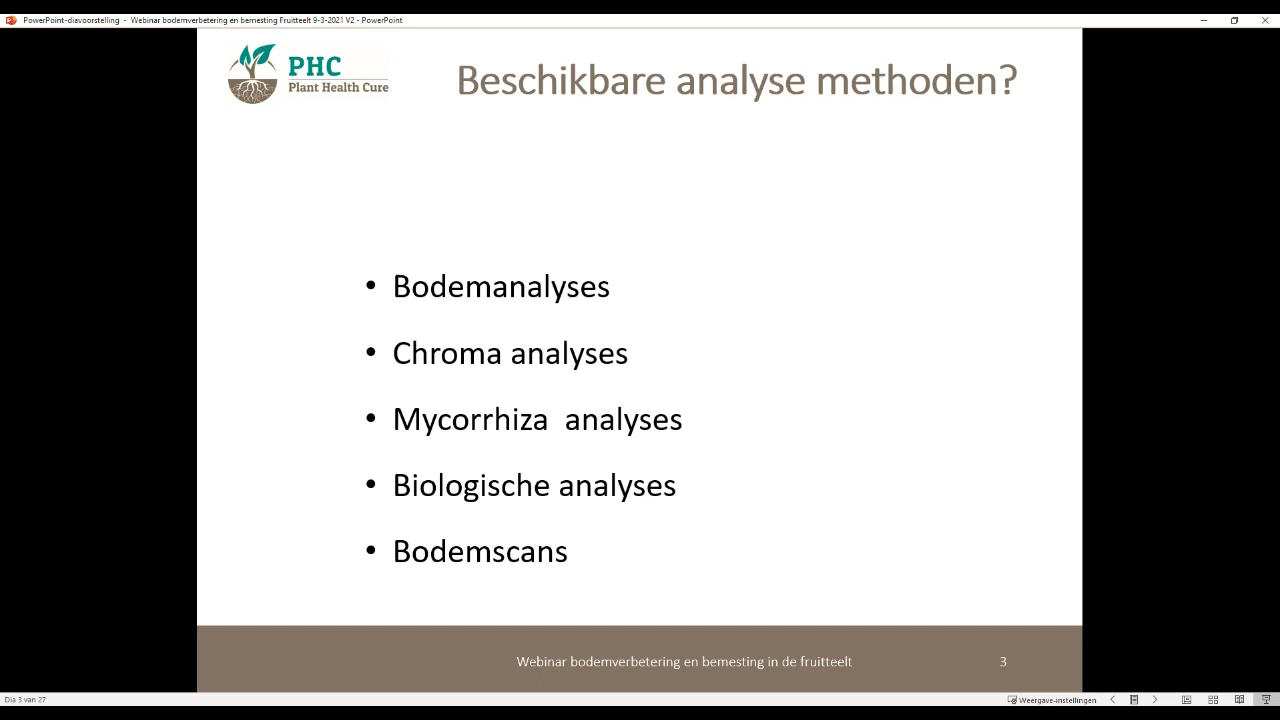 PowerPoint-diavoorstelling - Webinar bodemverbetering en bemesting Fruitteelt 9-3-2021 V2 - PowerPoint
PHC
Plant Health Cure
Beschikbare analyse methoden?
• Bodemanalyses
• Chroma analyses
• Mycorrhiza  analyses
• Biologische analyses
• Bodemscans
Webinar bodemverbetering en bemesting in de fruitteelt
3
Dia 3 van 27
Weergave-instellingen